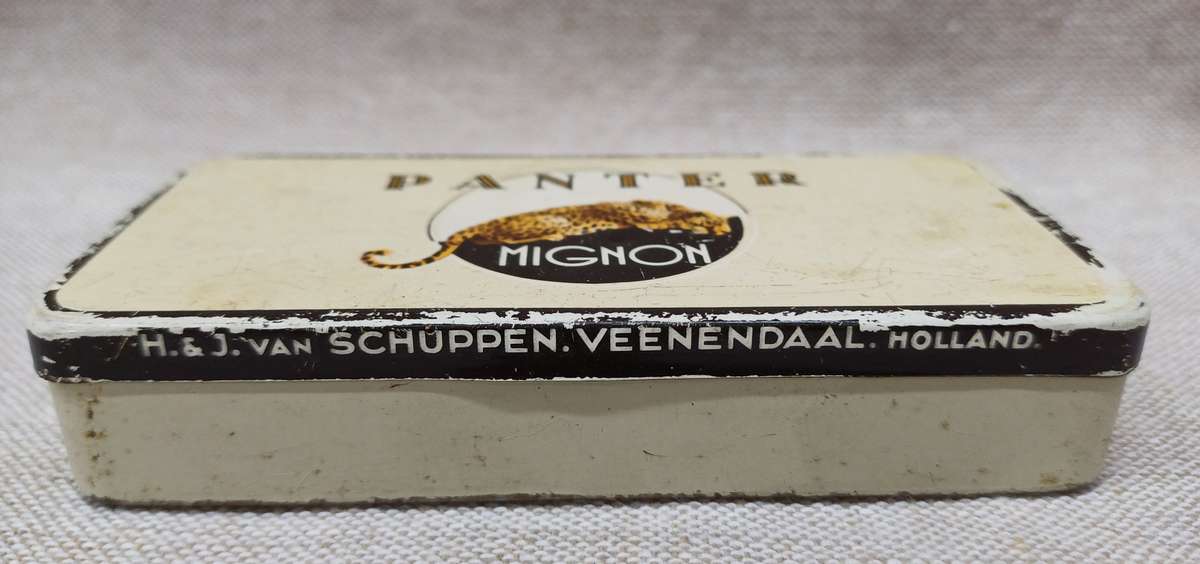 PANTER
MIGNON
H. & J. VAN SCHUPPEN. VEENENDAAL. HOLLAND.